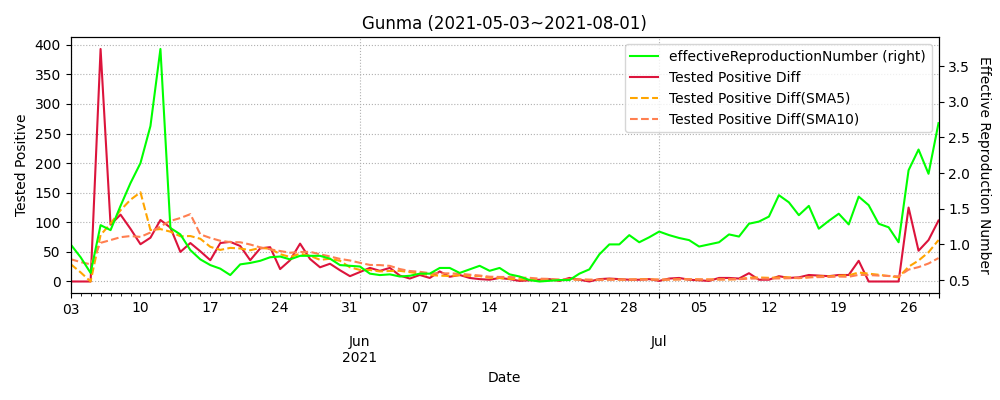 Gunma (2021-05-03~2021-08-01)
effectiveReproductionNumber (right)
Tested Positive Diff
Tested Positive Diff(SMA5)
Tested Positive Diff(SMA10)
Tested Positive
400
350
300
250
200
150
100
50
0
3.5
3.0
2.5
2.0
1.5
1.0
0.5
Effective Reproduction Number
03 10 17 24 31 07 14 21 28 05 12 19 26
Jun Jul
2021
Date